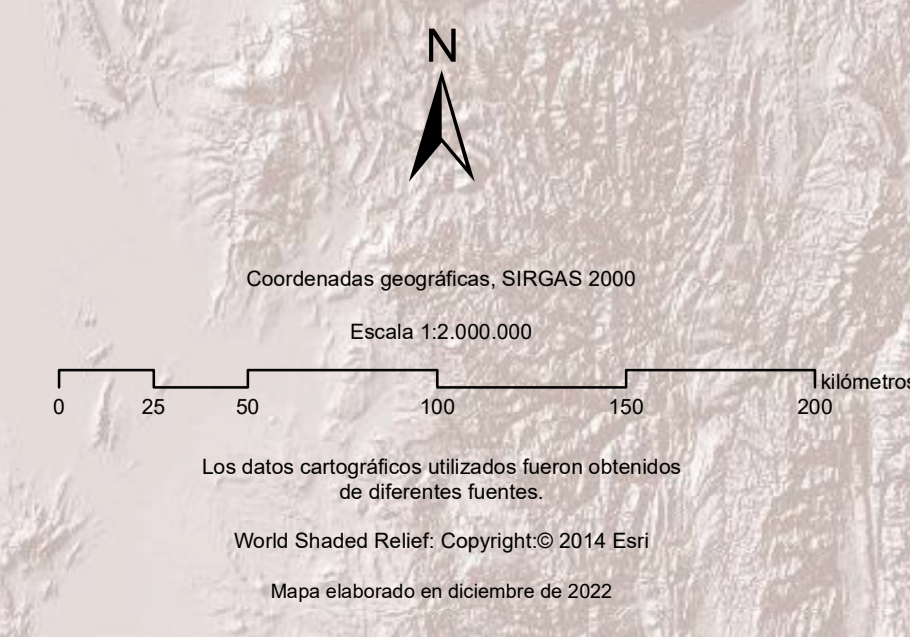 N
Coordenadas geográficas, SIRGAS 2000
Escala 1:2.000.000
kilómetros
0 25 50 100 150 200
Los datos cartográficos utilizados fueron obtenidos
de diferentes fuentes.
World Shaded Relief: Copyright:© 2014 Esri
Mapa elaborado en diciembre de 2022